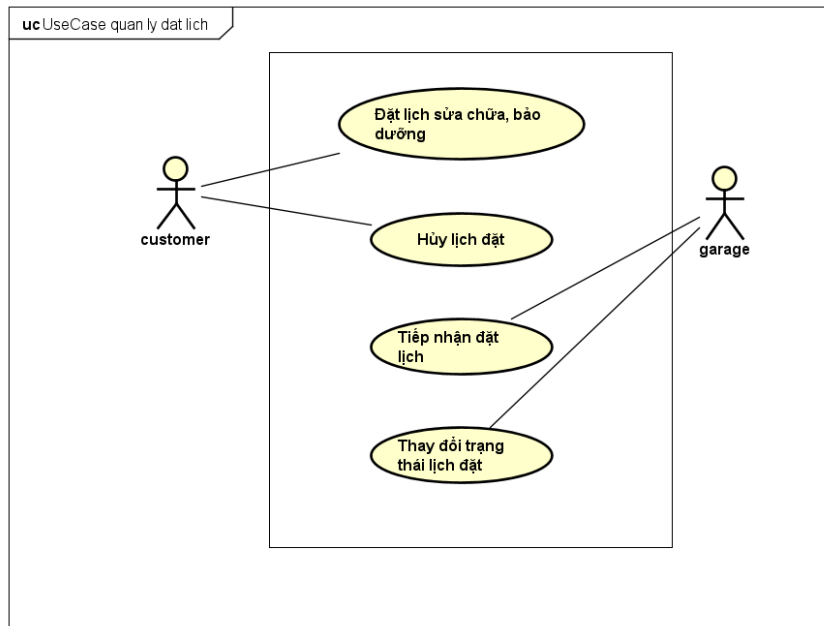 uc UseCase quan ly dat lich
Đặt lịch sửa chữa, bảo
dưỡng
customer
Hủy lịch đặt
garage
Tiếp nhận đặt
lịch
Thay đổi trạng
thái lịch đặt